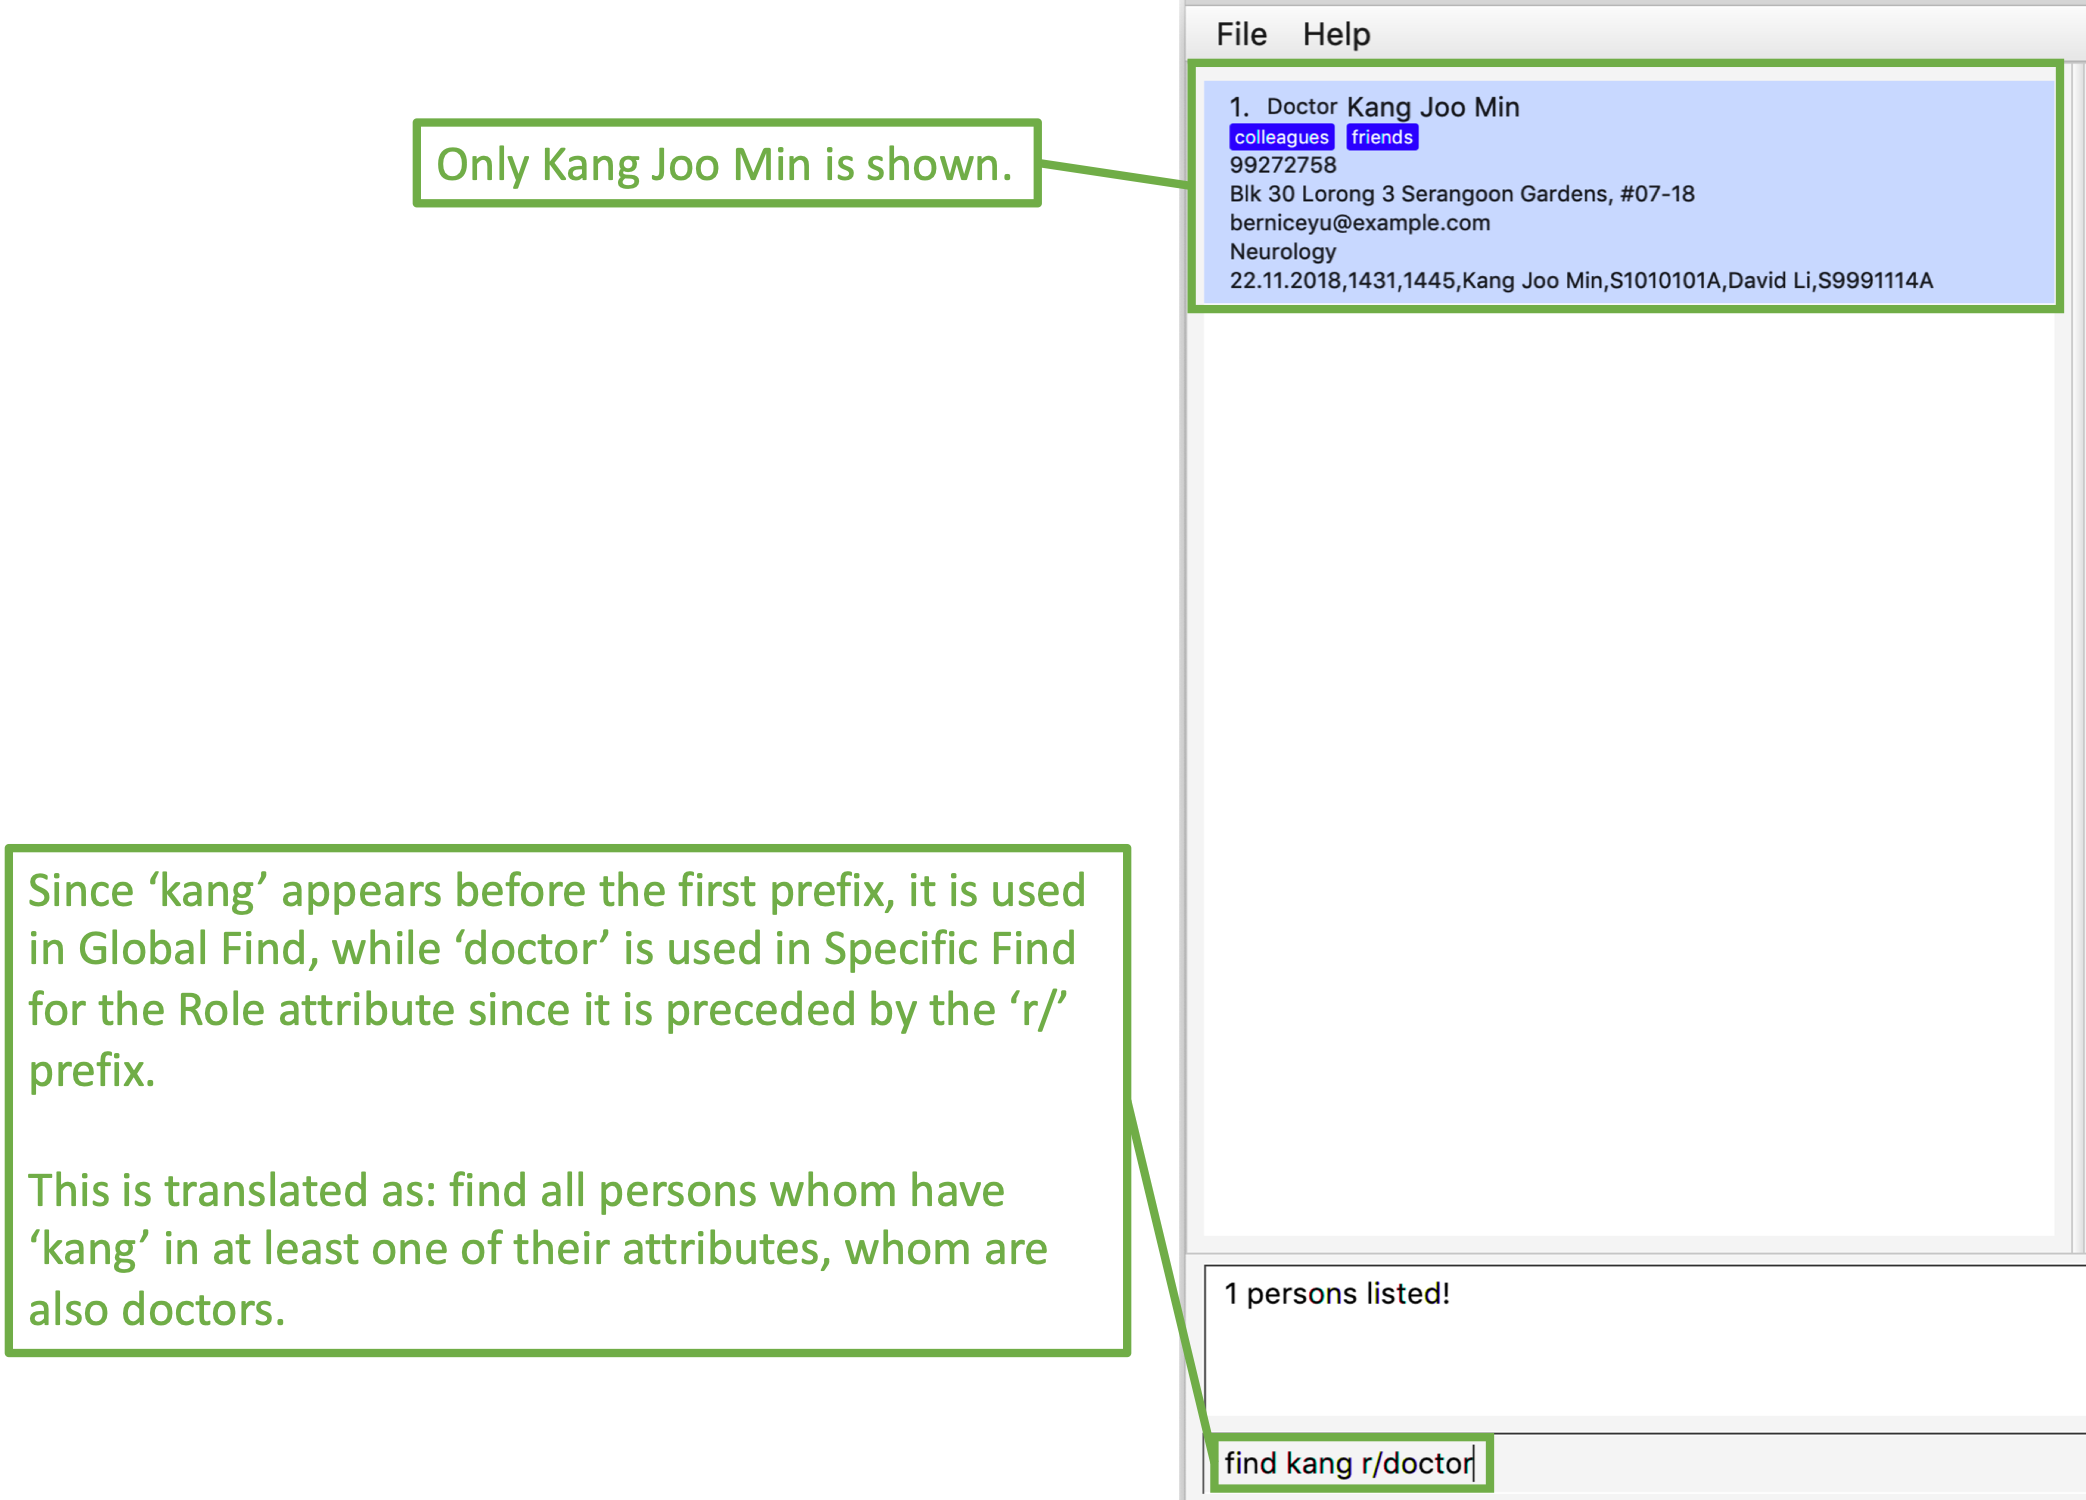 File Help
1. Doctor Kang Joo Min
colleagues friends
99272758
Blk 30 Lorong 3 Serangoon Gardens, #07-18
berniceyu@example.com
Neurology
22.11.2018,1431,1445,Kang Joo Min,S1010101A,David Li,S9991114A
Only Kang Joo Min is shown.
Since ‘kang’ appears before the first prefix, it is used
in Global Find, while ‘doctor’ is used in Specific Find
for the Role attribute since it is preceded by the ‘r/’
prefix.
This is translated as: find all persons whom have
‘kang’ in at least one of their attributes, whom are
also doctors.
1 persons listed!
find kang r/doctor